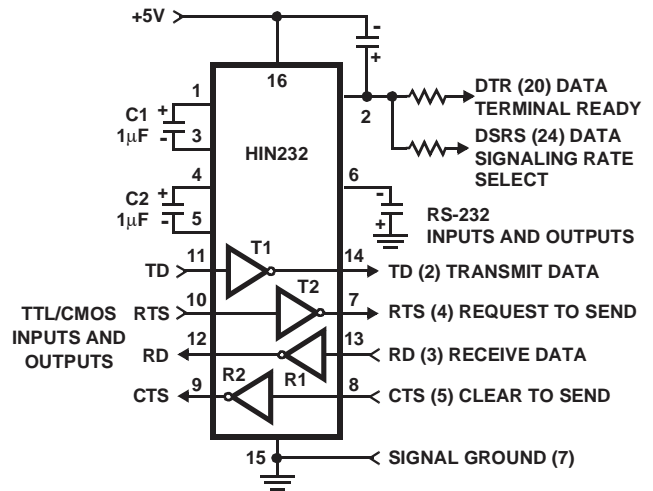 +5V
-
+
16
1
C1 +
1μF
-
3
HIN232
2
DTR (20) DATA
TERMINAL READY
DSRS (24) DATA
SIGNALING RATE
SELECT
4
C2 +
1μF
-
5
6
-
+
RS-232
INPUTS AND OUTPUTS
TD
11
T1
14
TD (2) TRANSMIT DATA
TTL/CMOS
INPUTS AND
OUTPUTS
RTS
10
T2
7
RTS (4) REQUEST TO SEND
RD
12
R1
13
RD (3) RECEIVE DATA
CTS
9
R2
8
CTS (5) CLEAR TO SEND
15
SIGNAL GROUND (7)